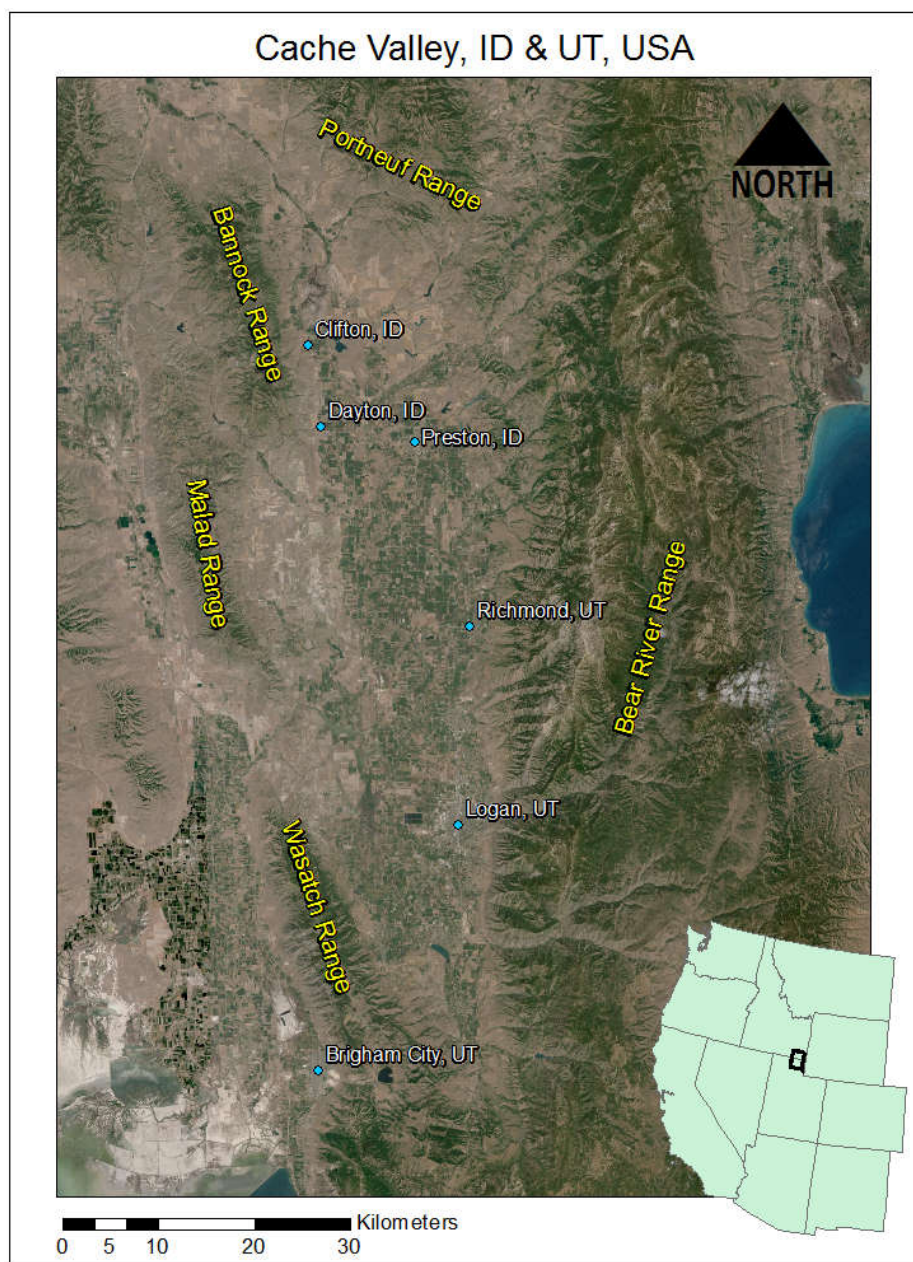 Cache Valley, ID & UT, USA
Portneuf Range
NORTH
Bannock Range
Clifton, ID
Dayton, ID
Preston, ID
Malad Range
Richmond, UT
Bear River Range
Logan, UT
Wasatch Range
Brigham City, UT
Kilometers
0 5 10 20 30